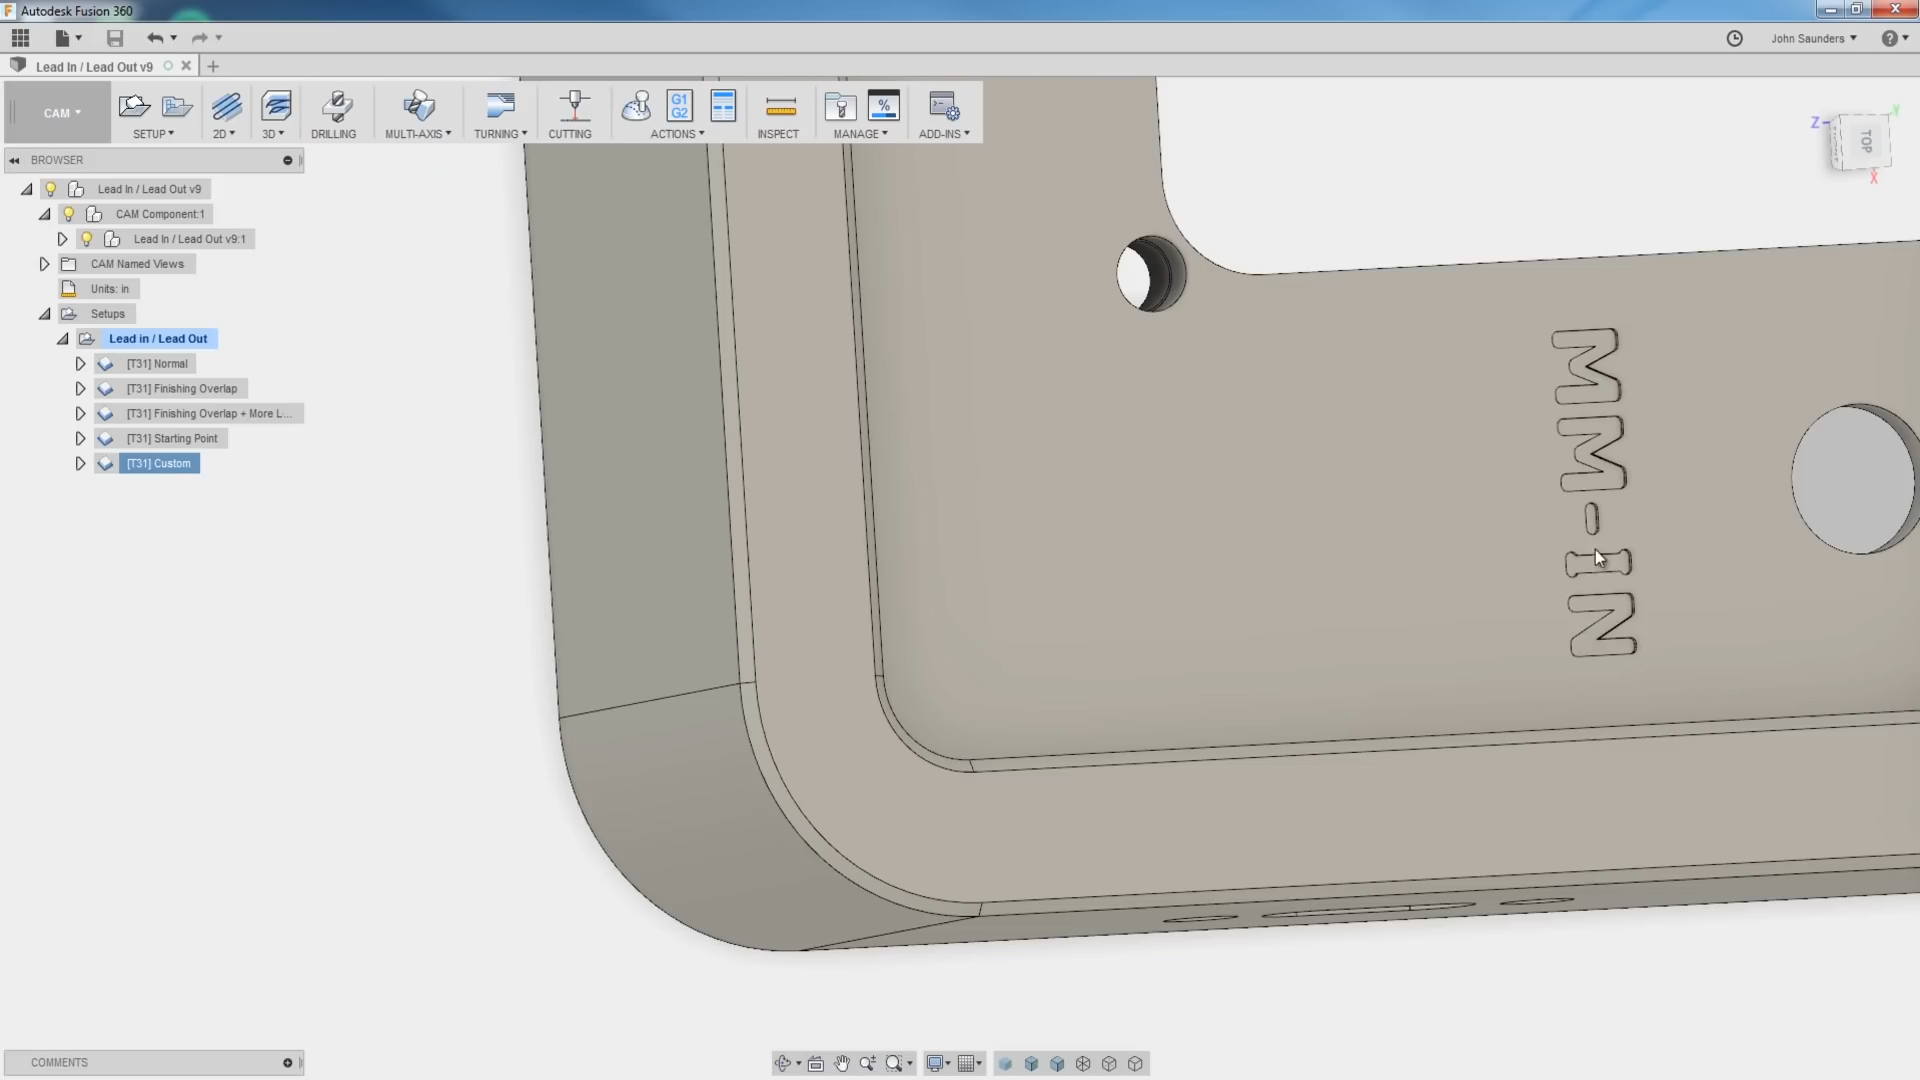 Autodesk Fusion 360
John Saunders
Lead In / Lead Out v9
CAM
SETUP
2D
3D
DRILLING
MULTI-AXIS
TURNING
CUTTING
G1
G2
ACTIONS
INSPECT
%
MANAGE
ADD-INS
BROWSER
Lead In / Lead Out v9
CAM Component:1
Lead In / Lead Out v9:1
CAM Named Views
Units: in
Setups
Lead in / Lead Out
[T31] Normal
[T31] Finishing Overlap
[T31] Finishing Overlap + More L...
[T31] Starting Point
[T31] Custom
Z
Y
TOP
X
MM-IN
COMMENTS